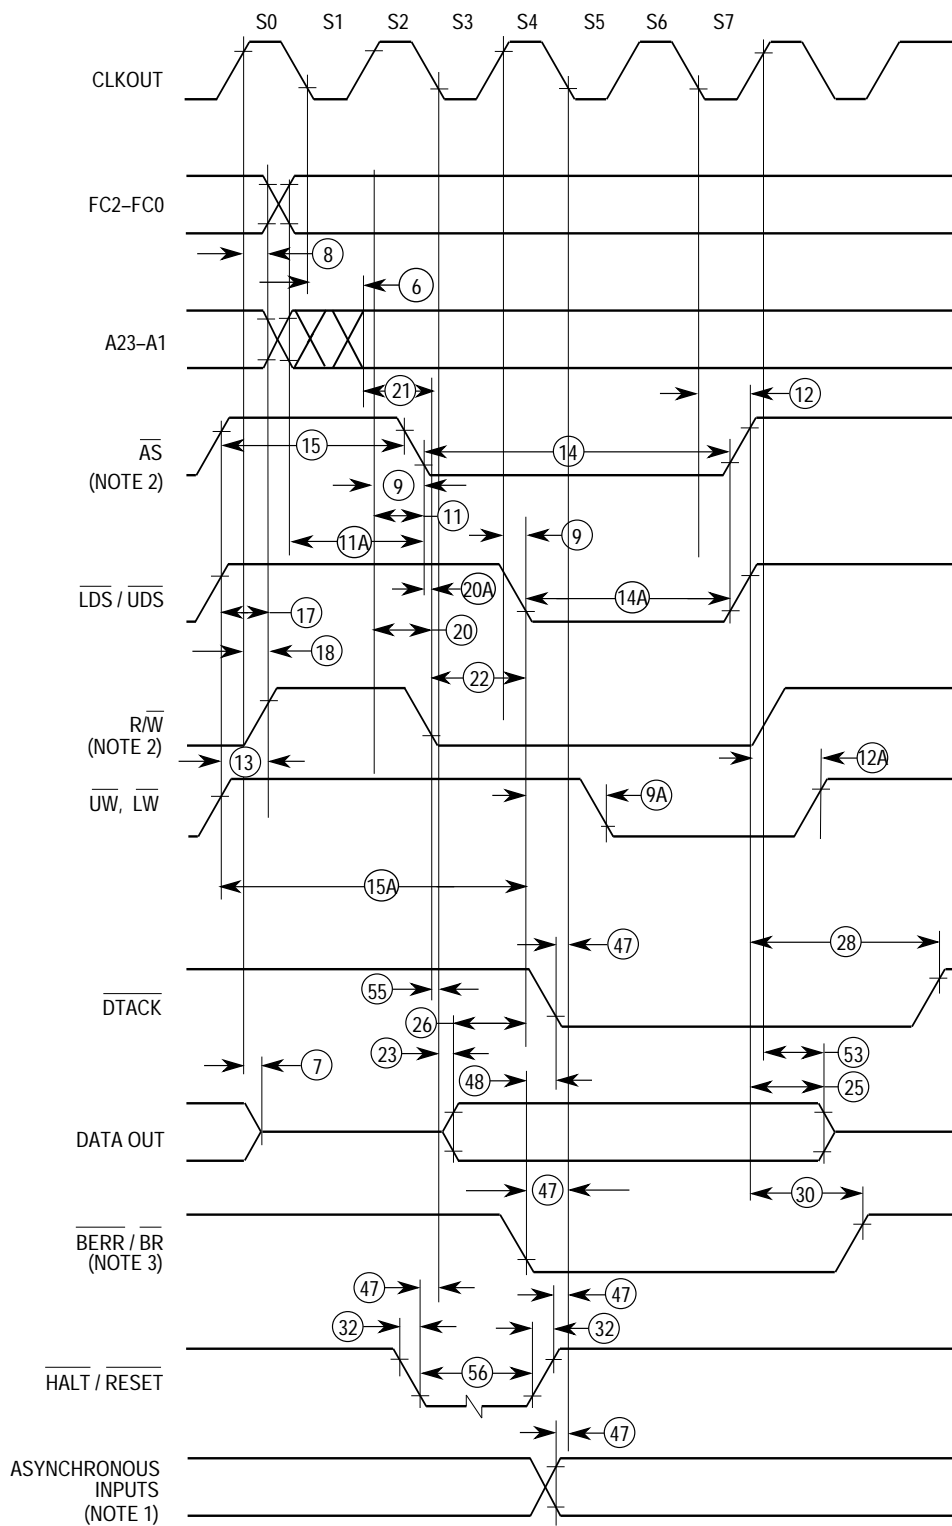 S0 S1 S2 S3 S4 S5 S6 S7
CLKOUT
FC2–FC0
8
6
A23–A1
21
12
AS
(NOTE 2)
15
14
9
11
9
11A
LDS / UDS
20A
14A
17
20
18
22
R/W
(NOTE 2)
13
12A
UW, LW
9A
15A
47
28
DTACK
55
26
23
53
7
48
25
DATA OUT
47
30
BERR / BR
(NOTE 3)
47
47
32
32
HALT / RESET
56
47
ASYNCHRONOUS
INPUTS
(NOTE 1)